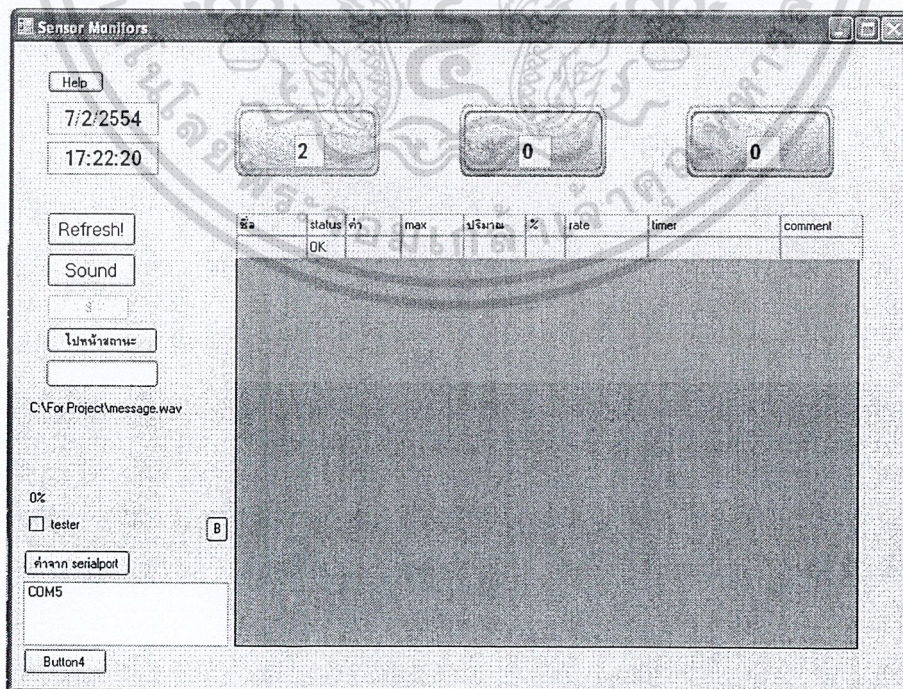 Sensor Monitors
Help
7/2/2554
17:22:20
2
0
0
Refresh!
Sound
ไปหน้าสถานะ
C:\For Project\message.wav
0%
tester
B
ค่าจาก serialport
COM5
Button4
ชื่อ status ค่า max ปริมาณ % rate timer comment
OK